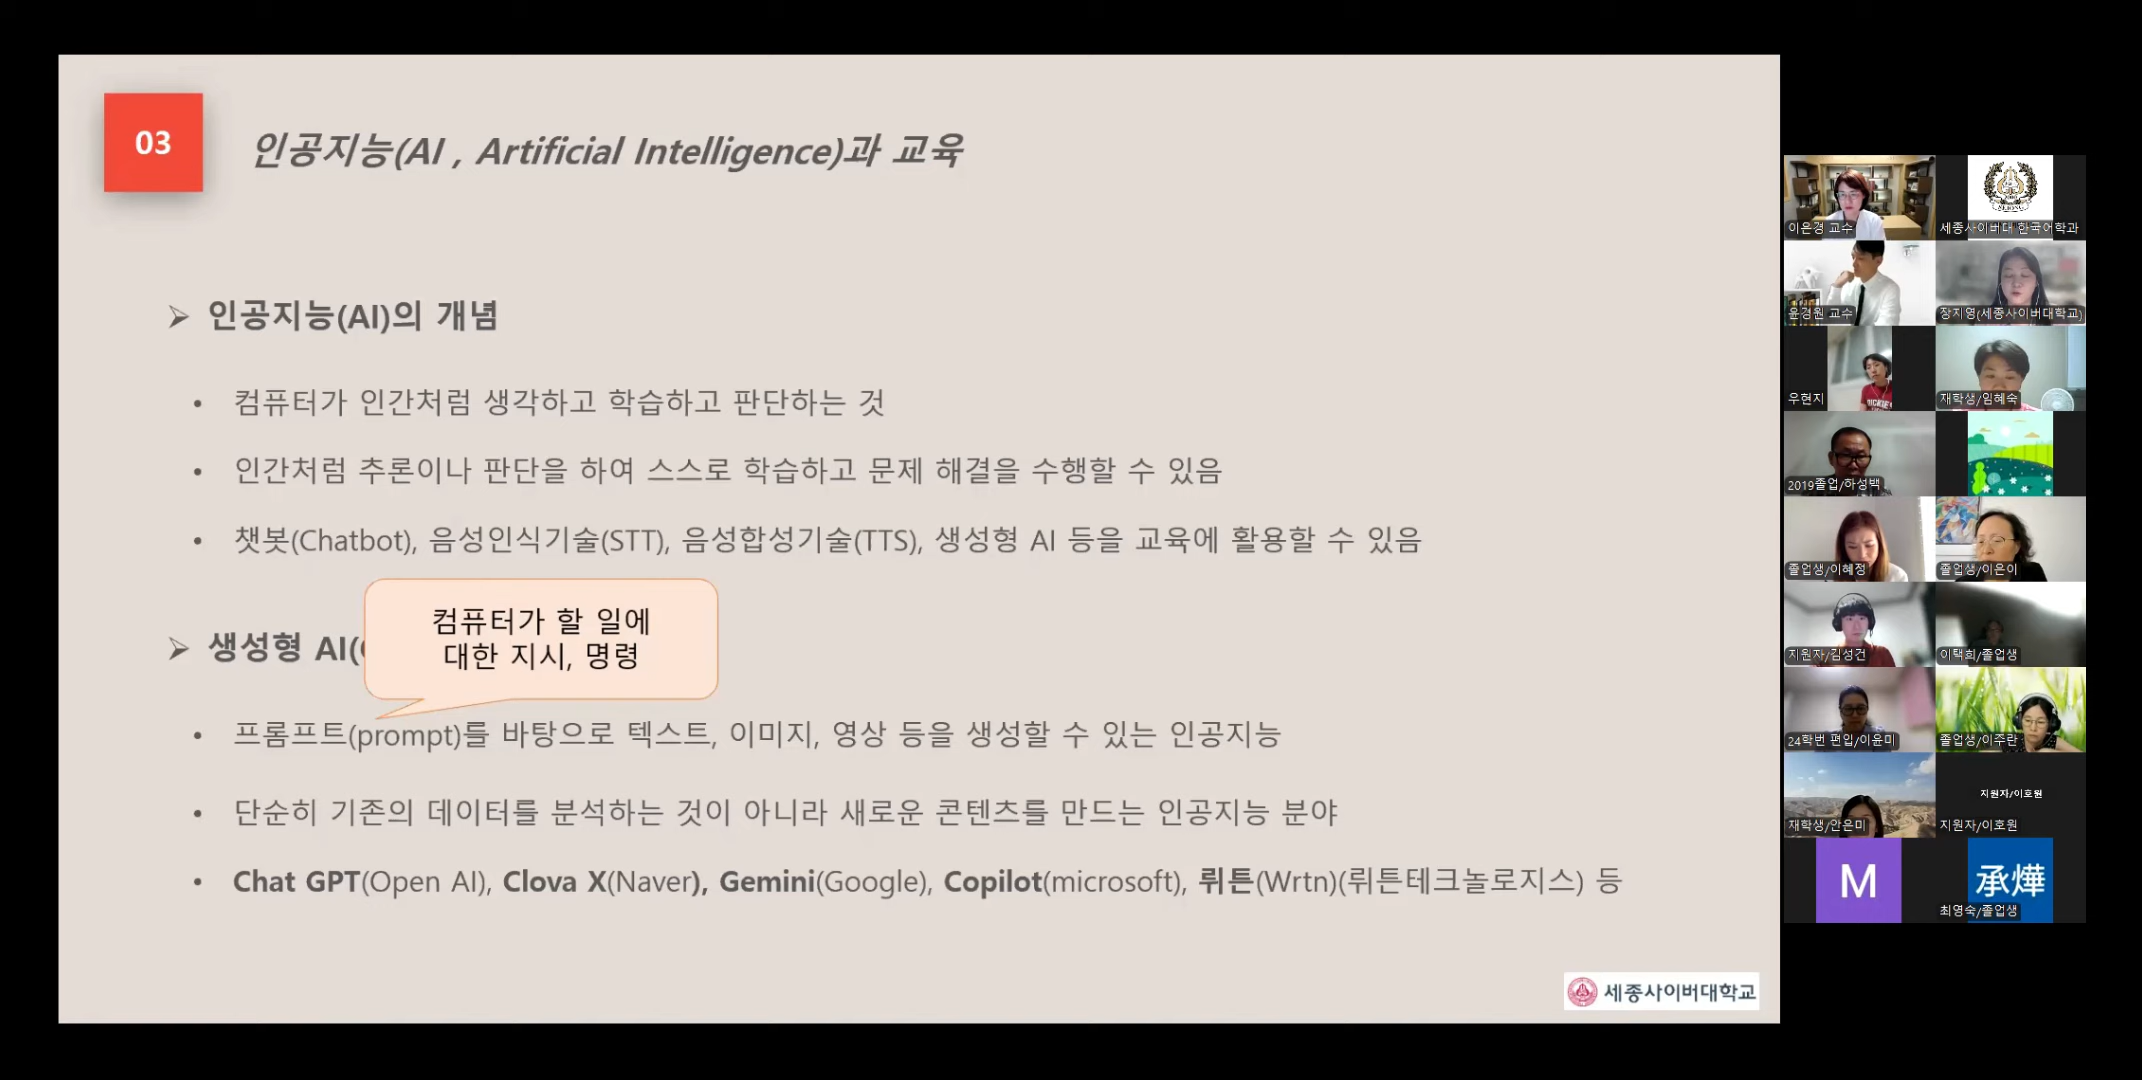 03
인공지능(AI , Artificial Intelligence)과 교육
➢ 인공지능(AI)의 개념
• 컴퓨터가 인간처럼 생각하고 학습하고 판단하는 것
• 인간처럼 추론이나 판단을 하여 스스로 학습하고 문제 해결을 수행할 수 있음
• 챗봇(Chatbot), 음성인식기술(STT), 음성합성기술(TTS), 생성형 AI 등을 교육에 활용할 수 있음
컴퓨터가 할 일에
대한 지시, 명령
➢ 생성형 AI(
• 프롬프트(prompt)를 바탕으로 텍스트, 이미지, 영상 등을 생성할 수 있는 인공지능
• 단순히 기존의 데이터를 분석하는 것이 아니라 새로운 콘텐츠를 만드는 인공지능 분야
• Chat GPT(Open AI), Clova X(Naver), Gemini(Google), Copilot(microsoft), 뤼튼(Wrtn)(뤼튼테크놀로지스) 등
세종사이버대학교
이은경 교수
세종사이버대 한국어학과
윤경원 교수
장지영(세종사이버대학교)
우현지
재학생/임혜숙
2019졸업/하성백
졸업생/이혜정
졸업생/이은이
지원자/김성건
이택희/졸업생
24학번 편입/이윤미
졸업생/이주란
재학생/안은미
지원자/이호원
지원자/이호원
M
承燁
최영숙/졸업생